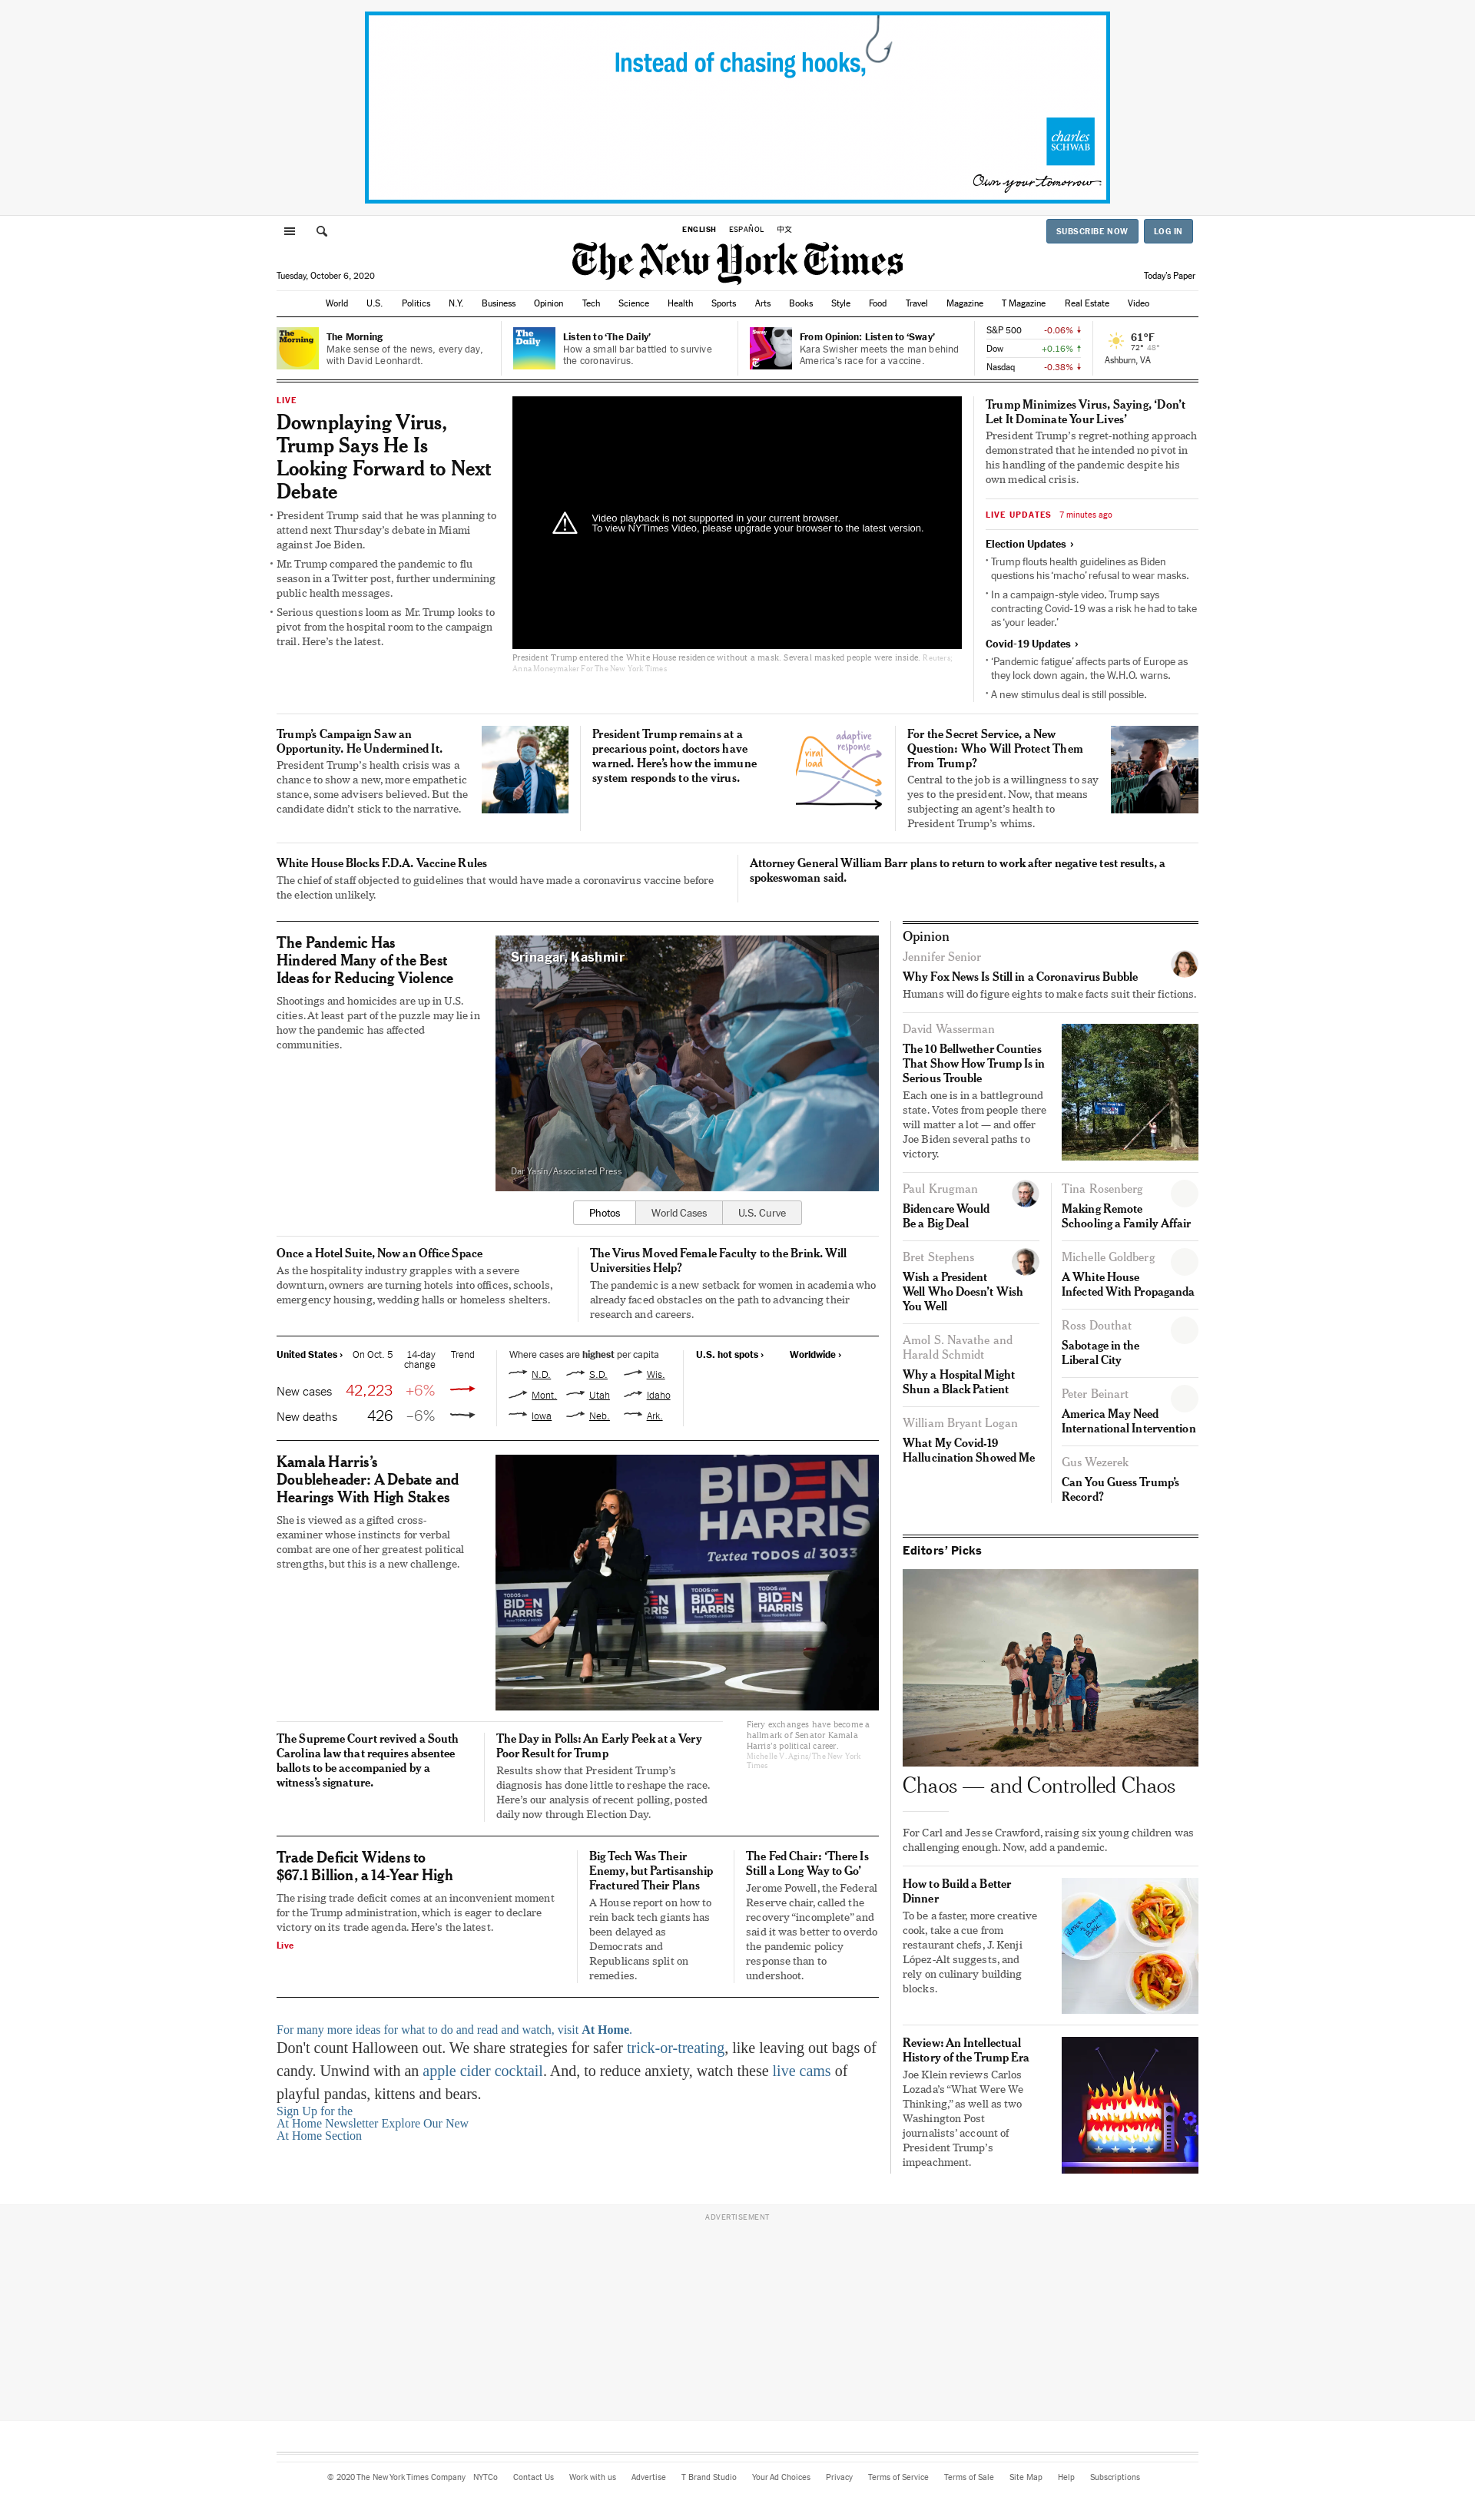 Instead of chasing hooks,
charles
SCHWAB
Own your tomorrow.
ENGLISH ESPAÑOL 中文
SUBSCRIBE NOW LOG IN
The New York Times
Tuesday, October 6, 2020
Today's Paper
World U.S. Politics N.Y. Business Opinion Tech Science Health Sports Arts Books Style Food Travel Magazine T Magazine Real Estate Video
The Morning
The Morning
Make sense of the news, every day,
with David Leonhardt.
The Daily
Listen to ‘The Daily’
How a small bar battled to survive
the coronavirus.
Sway
From Opinion: Listen to ‘Sway’
Kara Swisher meets the man behind
America’s race for a vaccine.
S&P 500 -0.06%
Dow +0.16%
Nasdaq -0.38%
61°F
72° 48°
Ashburn, VA
LIVE
Downplaying Virus,
Trump Says He Is
Looking Forward to Next
Debate
• President Trump said that he was planning to
attend next Thursday’s debate in Miami
against Joe Biden.
• Mr. Trump compared the pandemic to flu
season in a Twitter post, further undermining
public health messages.
• Serious questions loom as Mr. Trump looks to
pivot from the hospital room to the campaign
trail. Here’s the latest.
Video playback is not supported in your current browser.
To view NYTimes Video, please upgrade your browser to the latest version.
President Trump entered the White House residence without a mask. Several masked people were inside. Reuters;
Anna Moneymaker For The New York Times
Trump Minimizes Virus, Saying, ‘Don’t
Let It Dominate Your Lives’
President Trump’s regret-nothing approach
demonstrated that he intended no pivot in
his handling of the pandemic despite his
own medical crisis.
LIVE UPDATES 7 minutes ago
Election Updates ›
• Trump flouts health guidelines as Biden
questions his ‘macho’ refusal to wear masks.
• In a campaign-style video, Trump says
contracting Covid-19 was a risk he had to take
as ‘your leader.’
Covid-19 Updates ›
• ‘Pandemic fatigue’ affects parts of Europe as
they lock down again, the W.H.O. warns.
• A new stimulus deal is still possible.
Trump’s Campaign Saw an
Opportunity. He Undermined It.
President Trump’s health crisis was a
chance to show a new, more empathetic
stance, some advisers believed. But the
candidate didn’t stick to the narrative.
President Trump remains at a
precarious point, doctors have
warned. Here’s how the immune
system responds to the virus.
adaptive
response
viral
load
For the Secret Service, a New
Question: Who Will Protect Them
From Trump?
Central to the job is a willingness to say
yes to the president. Now, that means
subjecting an agent’s health to
President Trump’s whims.
White House Blocks F.D.A. Vaccine Rules
The chief of staff objected to guidelines that would have made a coronavirus vaccine before
the election unlikely.
Attorney General William Barr plans to return to work after negative test results, a
spokeswoman said.
The Pandemic Has
Hindered Many of the Best
Ideas for Reducing Violence
Shootings and homicides are up in U.S.
cities. At least part of the puzzle may lie in
how the pandemic has affected
communities.
Srinagar, Kashmir
Dar Yasin/Associated Press
Photos World Cases U.S. Curve
Once a Hotel Suite, Now an Office Space
As the hospitality industry grapples with a severe
downturn, owners are turning hotels into offices, schools,
emergency housing, wedding halls or homeless shelters.
The Virus Moved Female Faculty to the Brink. Will
Universities Help?
The pandemic is a new setback for women in academia who
already faced obstacles on the path to advancing their
research and careers.
United States › On Oct. 5 14-day
change Trend
New cases 42,223 +6%
New deaths 426 –6%
Where cases are highest per capita
N.D. S.D. Wis.
Mont. Utah Idaho
Iowa Neb. Ark.
U.S. hot spots › Worldwide ›
Kamala Harris’s
Doubleheader: A Debate and
Hearings With High Stakes
She is viewed as a gifted cross-
examiner whose instincts for verbal
combat are one of her greatest political
strengths, but this is a new challenge.
BIDEN
HARRIS
Textea TODOS al 30330
BIDEN
HARRIS
TODOS
BIDEN
HARRIS
TODOS
BIDEN
HARRIS
Fiery exchanges have become a
hallmark of Senator Kamala
Harris’s political career.
Michelle V. Agins/The New York
Times
The Supreme Court revived a South
Carolina law that requires absentee
ballots to be accompanied by a
witness’s signature.
The Day in Polls: An Early Peek at a Very
Poor Result for Trump
Results show that President Trump’s
diagnosis has done little to reshape the race.
Here’s our analysis of recent polling, posted
daily now through Election Day.
Trade Deficit Widens to
$67.1 Billion, a 14-Year High
The rising trade deficit comes at an inconvenient moment
for the Trump administration, which is eager to declare
victory on its trade agenda. Here’s the latest.
Live
Big Tech Was Their
Enemy, but Partisanship
Fractured Their Plans
A House report on how to
rein back tech giants has
been delayed as
Democrats and
Republicans split on
remedies.
The Fed Chair: ‘There Is
Still a Long Way to Go’
Jerome Powell, the Federal
Reserve chair, called the
recovery “incomplete” and
said it was better to overdo
the pandemic policy
response than to
undershoot.
For many more ideas for what to do and read and watch, visit At Home.
Don't count Halloween out. We share strategies for safer trick-or-treating, like leaving out bags of
candy. Unwind with an apple cider cocktail. And, to reduce anxiety, watch these live cams of
playful pandas, kittens and bears.
Sign Up for the
At Home Newsletter Explore Our New
At Home Section
Opinion
Jennifer Senior
Why Fox News Is Still in a Coronavirus Bubble
Humans will do figure eights to make facts suit their fictions.
David Wasserman
The 10 Bellwether Counties
That Show How Trump Is in
Serious Trouble
Each one is in a battleground
state. Votes from people there
will matter a lot — and offer
Joe Biden several paths to
victory.
Paul Krugman
Bidencare Would
Be a Big Deal
Bret Stephens
Wish a President
Well Who Doesn’t Wish
You Well
Amol S. Navathe and
Harald Schmidt
Why a Hospital Might
Shun a Black Patient
William Bryant Logan
What My Covid-19
Hallucination Showed Me
Tina Rosenberg
Making Remote
Schooling a Family Affair
Michelle Goldberg
A White House
Infected With Propaganda
Ross Douthat
Sabotage in the
Liberal City
Peter Beinart
America May Need
International Intervention
Gus Wezerek
Can You Guess Trump’s
Record?
Editors’ Picks
Chaos — and Controlled Chaos
For Carl and Jesse Crawford, raising six young children was
challenging enough. Now, add a pandemic.
How to Build a Better
Dinner
To be a faster, more creative
cook, take a cue from
restaurant chefs, J. Kenji
López-Alt suggests, and
rely on culinary building
blocks.
Review: An Intellectual
History of the Trump Era
Joe Klein reviews Carlos
Lozada’s “What Were We
Thinking,” as well as two
Washington Post
journalists’ account of
President Trump’s
impeachment.
ADVERTISEMENT
© 2020 The New York Times Company NYTCo Contact Us Work with us Advertise T Brand Studio Your Ad Choices Privacy Terms of Service Terms of Sale Site Map Help Subscriptions